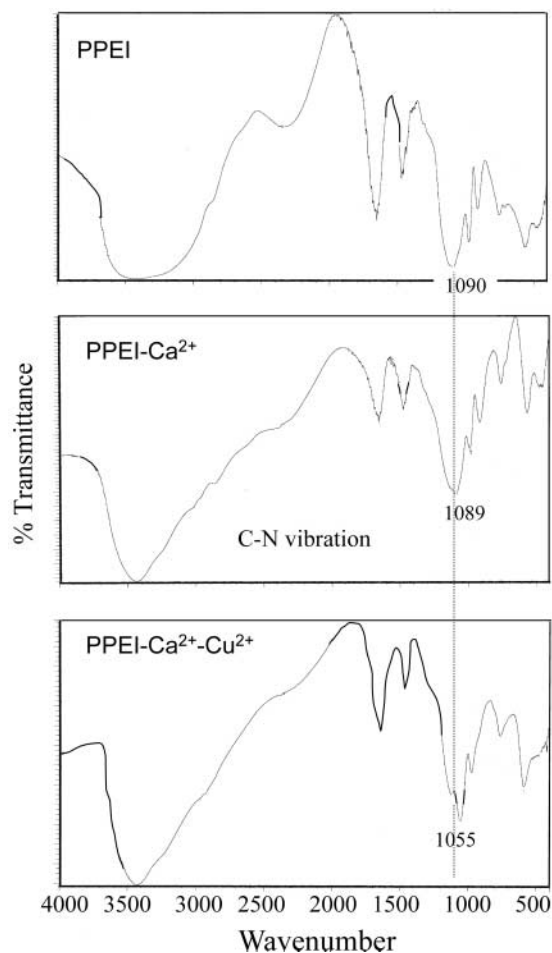 PPEI
1090
PPEI-Ca²⁺
1089
C-N vibration
PPEI-Ca²⁺-Cu²⁺
1055
% Transmittance
4000 3500 3000 2500 2000 1500 1000 500
Wavenumber